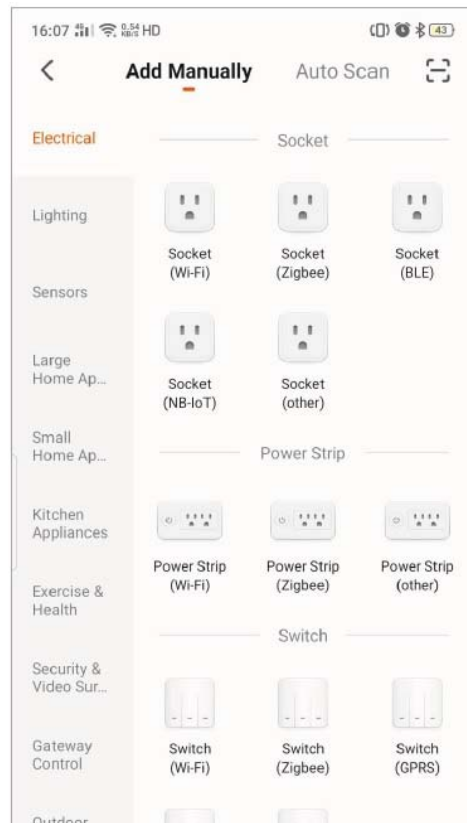 16:07 4G 0.54 KB/S HD 43
Add Manually Auto Scan
Electrical
Socket
Lighting
Socket (Wi-Fi)
Socket (Zigbee)
Socket (BLE)
Sensors
Large Home Ap...
Socket (NB-IoT)
Socket (other)
Small Home Ap...
Power Strip
Kitchen Appliances
Power Strip (Wi-Fi)
Power Strip (Zigbee)
Power Strip (other)
Exercise & Health
Switch
Security & Video Sur...
Gateway Control
Switch (Wi-Fi)
Switch (Zigbee)
Switch (GPRS)
Outdoor